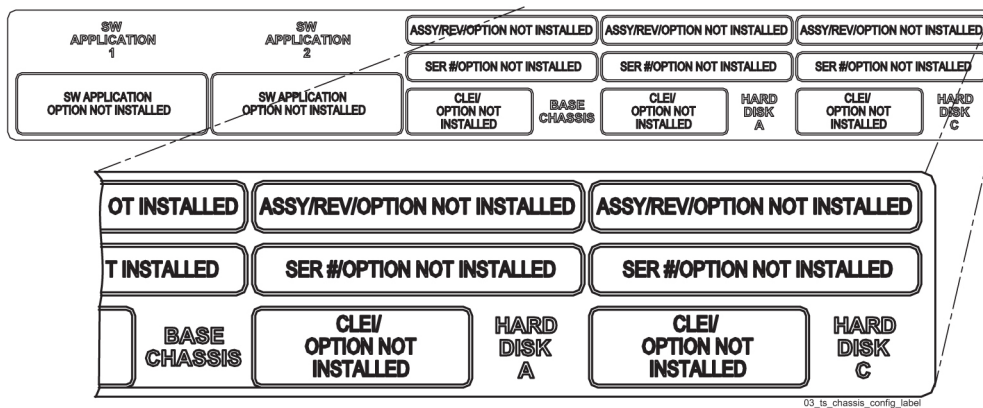 SW
APPLICATION
1
SW
APPLICATION
2
ASSY/REV/OPTION NOT INSTALLED
ASSY/REV/OPTION NOT INSTALLED
ASSY/REV/OPTION NOT INSTALLED
SER #/OPTION NOT INSTALLED
SER #/OPTION NOT INSTALLED
SER #/OPTION NOT INSTALLED
SW APPLICATION
OPTION NOT INSTALLED
SW APPLICATION
OPTION NOT INSTALLED
CLEI/
OPTION NOT
INSTALLED
BASE
CHASSIS
CLEI/
OPTION NOT
INSTALLED
HARD
DISK
A
CLEI/
OPTION NOT
INSTALLED
HARD
DISK
C
OT INSTALLED
ASSY/REV/OPTION NOT INSTALLED
ASSY/REV/OPTION NOT INSTALLED
T INSTALLED
SER #/OPTION NOT INSTALLED
SER #/OPTION NOT INSTALLED
BASE
CHASSIS
CLEI/
OPTION NOT
INSTALLED
HARD
DISK
A
CLEI/
OPTION NOT
INSTALLED
HARD
DISK
C
03_ts_chassis_config_label